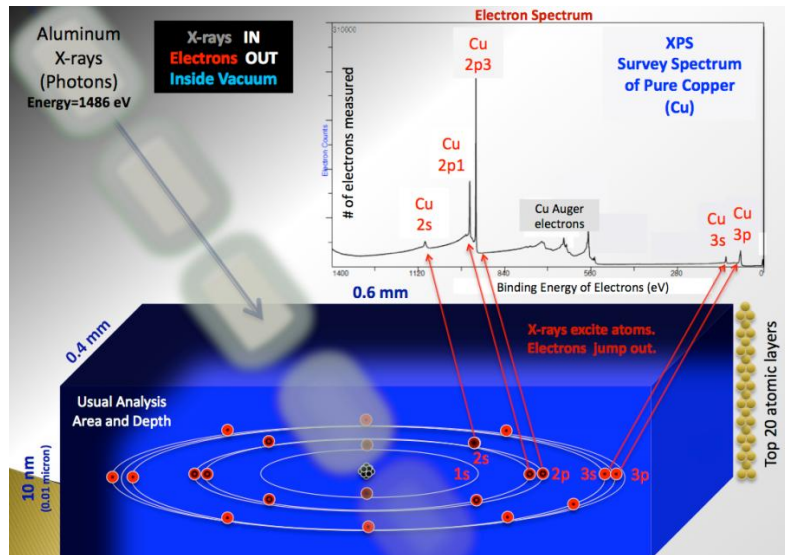 Aluminum
X-rays
(Photons)
Energy=1486 eV
X-rays IN
Electrons OUT
Inside Vacuum
Electron Spectrum
XPS
Survey Spectrum
of Pure Copper
(Cu)
# of electrons measured
Electron Counts
Cu
2p3
Cu
2p1
Cu
2s
Cu Auger
electrons
Cu
3s
Cu
3p
1400
1120
840
560
280
0
Binding Energy of Electrons (eV)
0.6 mm
0.4 mm
X-rays excite atoms.
Electrons jump out.
Usual Analysis
Area and Depth
10 nm
(0.01 micron)
Top 20 atomic layers
2s
1s
2p
3s
3p